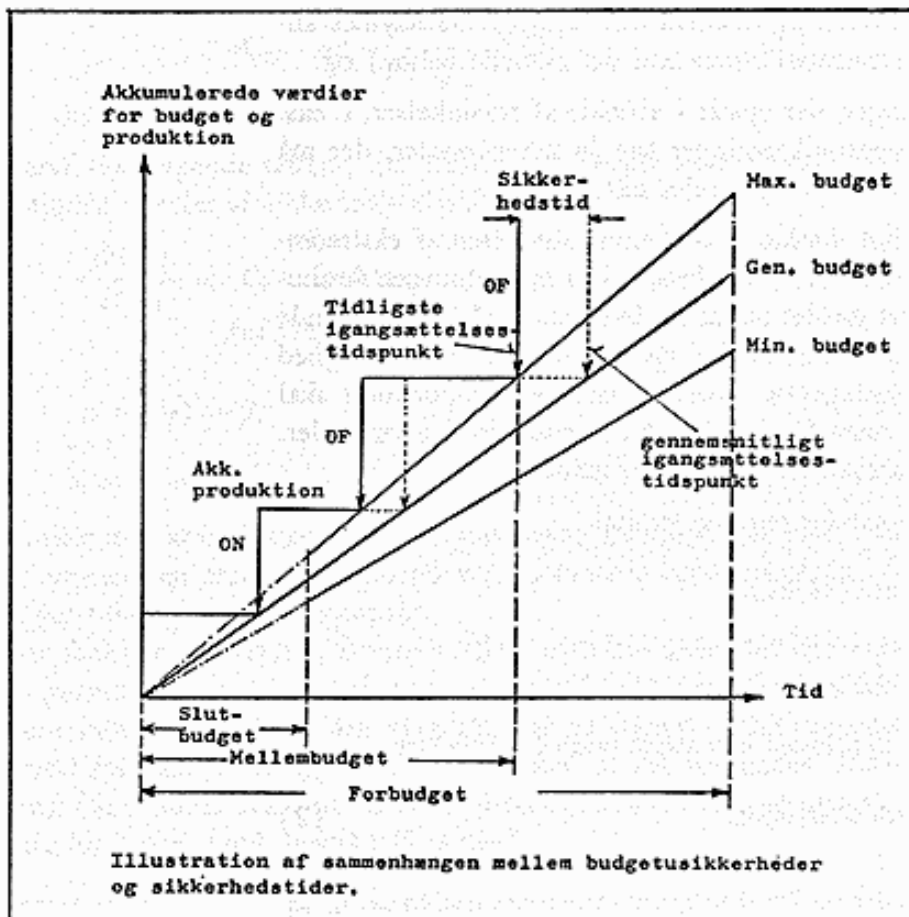 Akkumulerede værdier
for budget og
produktion
Sikker-
hedstid
Max. budget
Gen. budget
Min. budget
OF
Tidligste
igangsættelses-
tidspunkt
OF
gennemsnitligt
igangsættelses-
tidspunkt
Akk.
produktion
ON
Tid
Slut-
budget
Mellembudget
Forbudget
Illustration af sammenhængen mellem budgetusikkerheder
og sikkerhedstider.